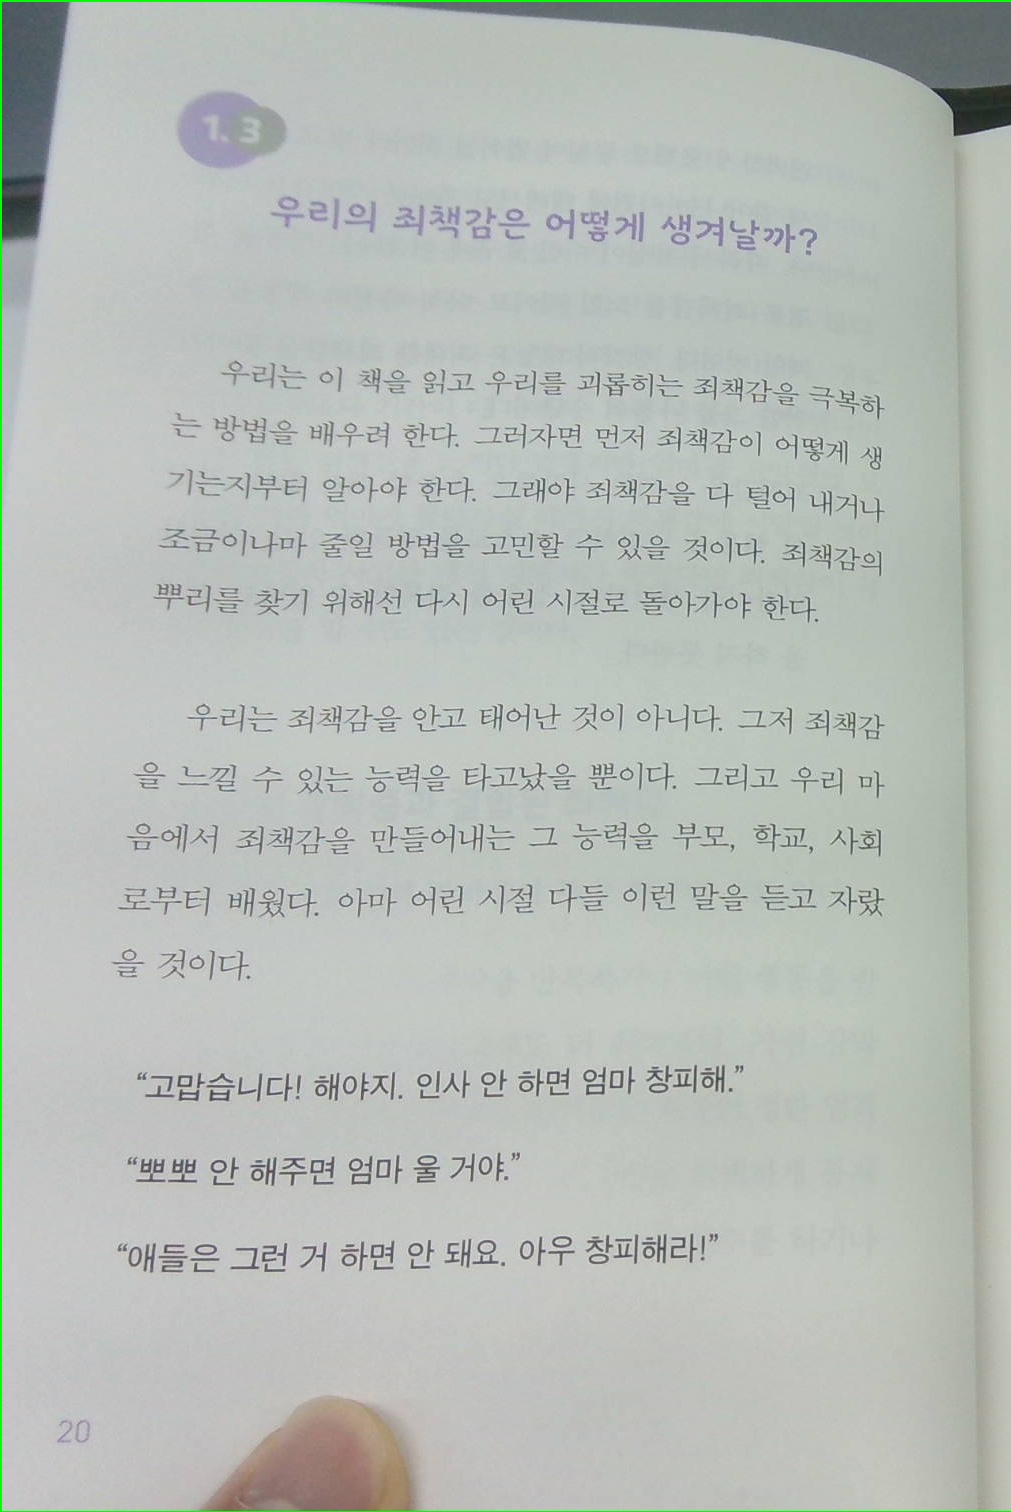 1.3
우리의 죄책감은 어떻게 생겨날까?
우리는 이 책을 읽고 우리를 괴롭히는 죄책감을 극복하
는 방법을 배우려 한다. 그러자면 먼저 죄책감이 어떻게 생
기는지부터 알아야 한다. 그래야 죄책감을 다 털어 내거나
조금이나마 줄일 방법을 고민할 수 있을 것이다. 죄책감의
뿌리를 찾기 위해선 다시 어린 시절로 돌아가야 한다.
우리는 죄책감을 안고 태어난 것이 아니다. 그저 죄책감
을 느낄 수 있는 능력을 타고났을 뿐이다. 그리고 우리 마
음에서 죄책감을 만들어내는 그 능력을 부모, 학교, 사회
로부터 배웠다. 아마 어린 시절 다들 이런 말을 듣고 자랐
을 것이다.
“고맙습니다! 해야지. 인사 안 하면 엄마 창피해.”
“뽀뽀 안 해주면 엄마 울 거야.”
“애들은 그런 거 하면 안 돼요. 아우 창피해라!”
20